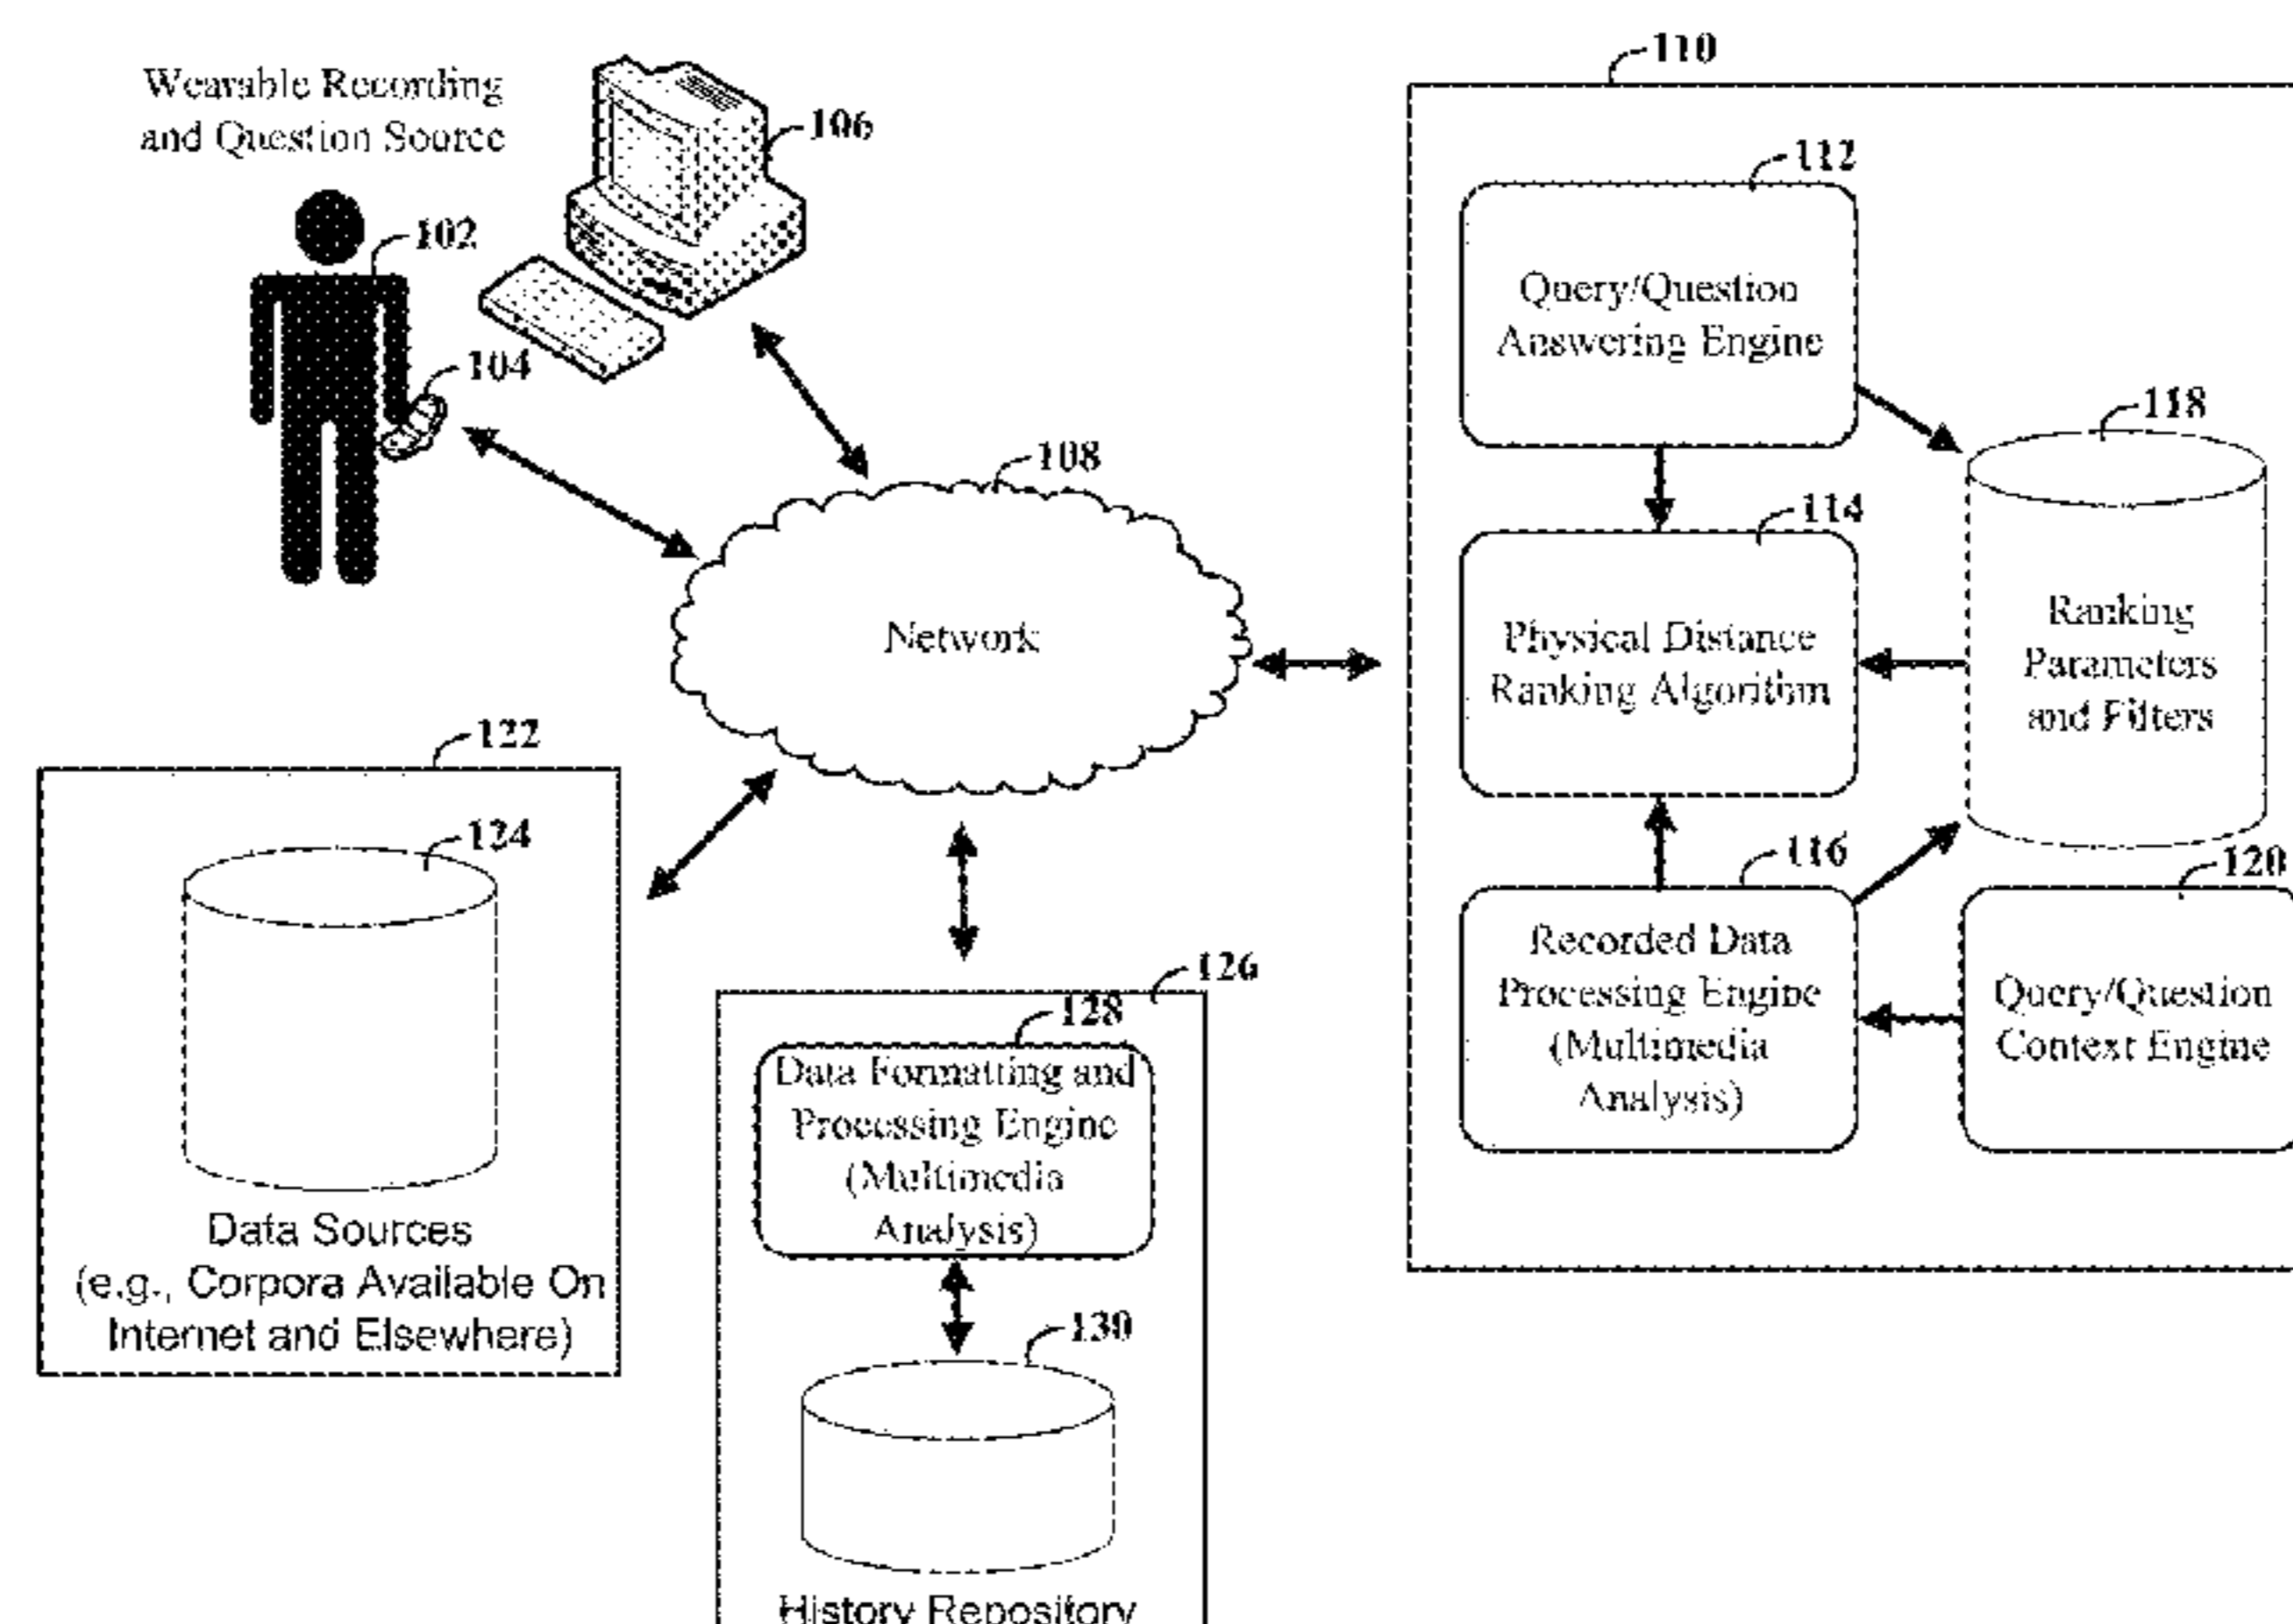 Wearable Recording
and Question Source
106
102
104
108
Network
110
112
Query/Question
Answering Engine
118
114
Physical Distance
Ranking Algorithm
Ranking
Parameters
and Filters
116
Recorded Data
Processing Engine
(Multimedia
Analysis)
120
Query/Question
Context Engine
122
124
Data Sources
(e.g., Corpora Available On
Internet and Elsewhere)
126
128
Data Formatting and
Processing Engine
(Multimedia
Analysis)
130
History Repository